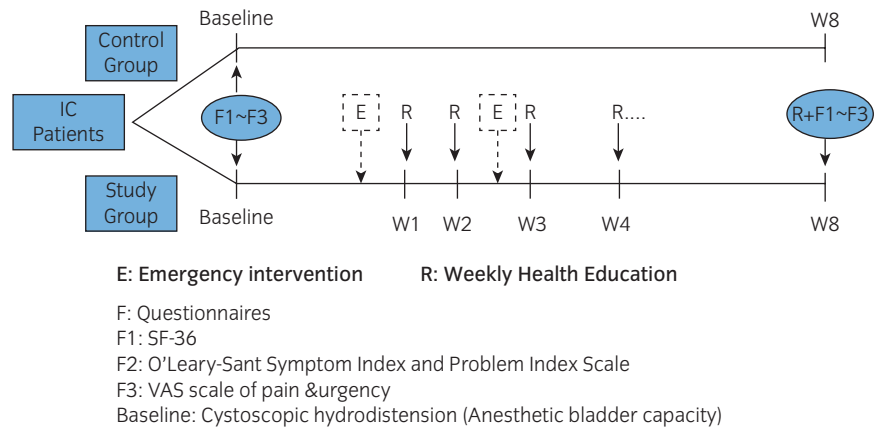 Baseline
W8
Control
Group
IC
Patients
F1~F3
E
R
R
E
R
R....
R+F1~F3
Study
Group
Baseline
W1
W2
W3
W4
W8
E: Emergency intervention R: Weekly Health Education
F: Questionnaires
F1: SF-36
F2: O'Leary-Sant Symptom Index and Problem Index Scale
F3: VAS scale of pain &urgency
Baseline: Cystoscopic hydrodistension (Anesthetic bladder capacity)